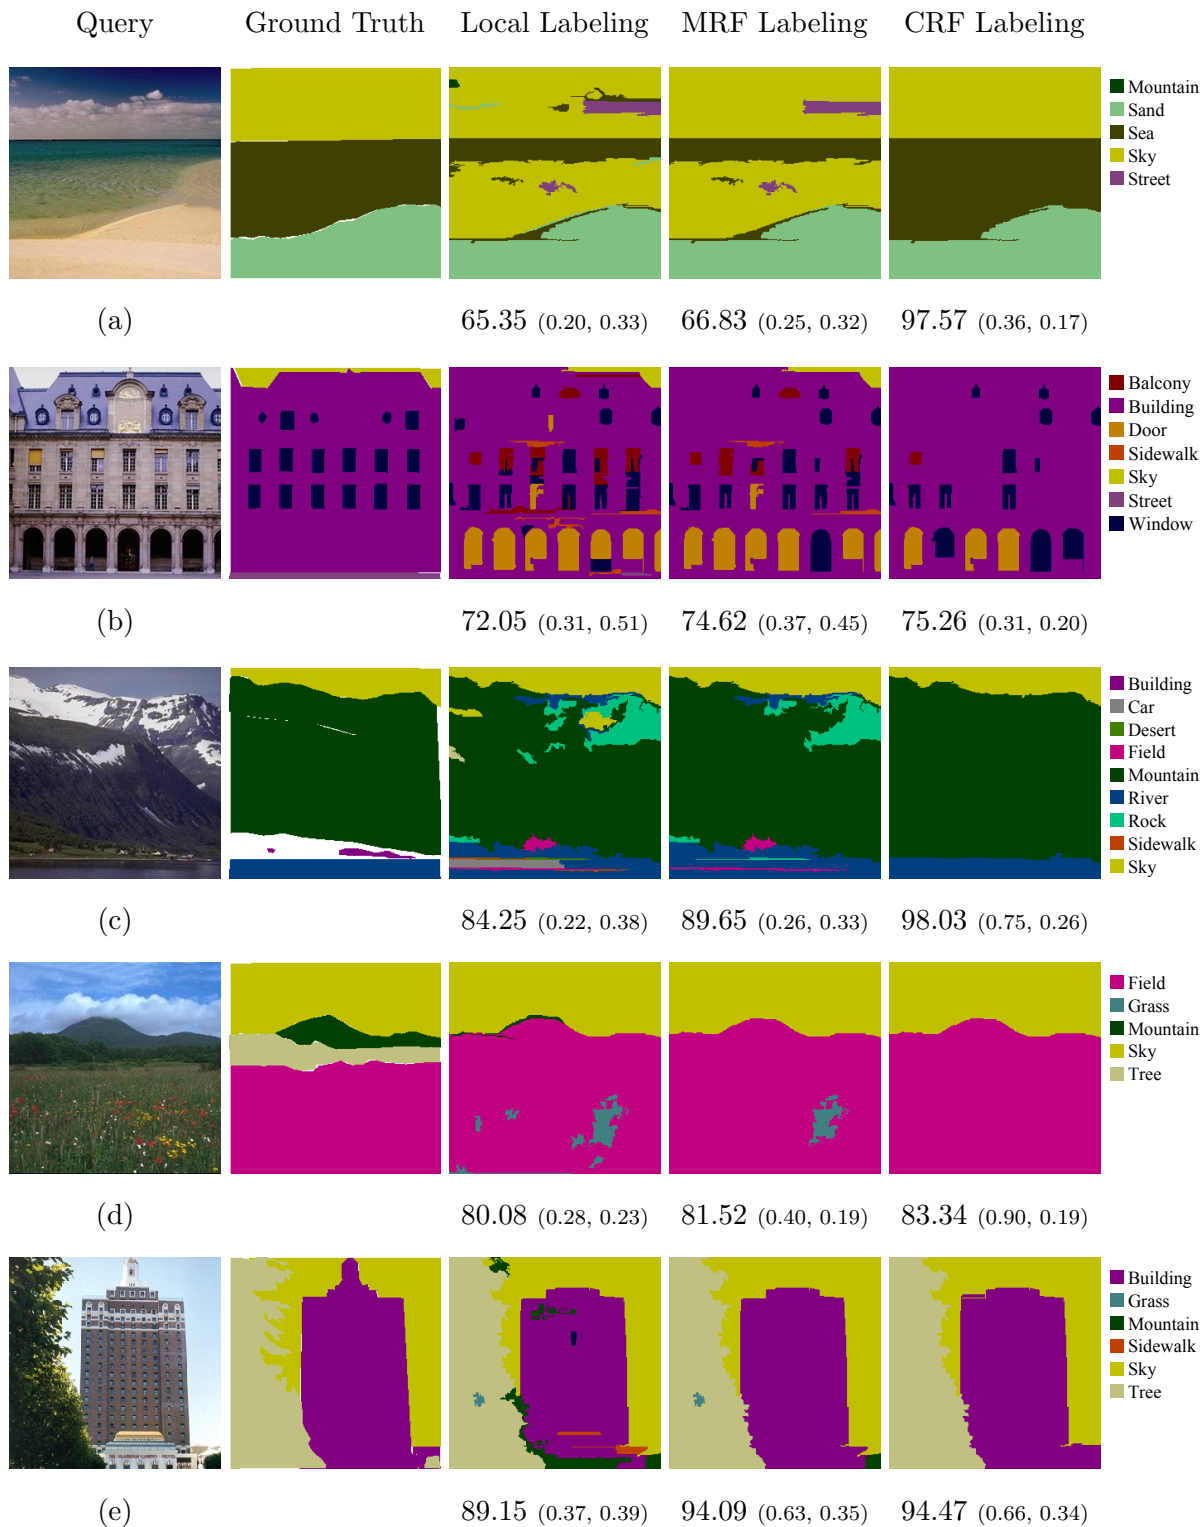 Query Ground Truth Local Labeling MRF Labeling CRF Labeling
Mountain
Sand
Sea
Sky
Street
(a) 65.35 (0.20, 0.33) 66.83 (0.25, 0.32) 97.57 (0.36, 0.17)
Balcony
Building
Door
Sidewalk
Sky
Street
Window
(b) 72.05 (0.31, 0.51) 74.62 (0.37, 0.45) 75.26 (0.31, 0.20)
Building
Car
Desert
Field
Mountain
River
Rock
Sidewalk
Sky
(c) 84.25 (0.22, 0.38) 89.65 (0.26, 0.33) 98.03 (0.75, 0.26)
Field
Grass
Mountain
Sky
Tree
(d) 80.08 (0.28, 0.23) 81.52 (0.40, 0.19) 83.34 (0.90, 0.19)
Building
Grass
Mountain
Sidewalk
Sky
Tree
(e) 89.15 (0.37, 0.39) 94.09 (0.63, 0.35) 94.47 (0.66, 0.34)